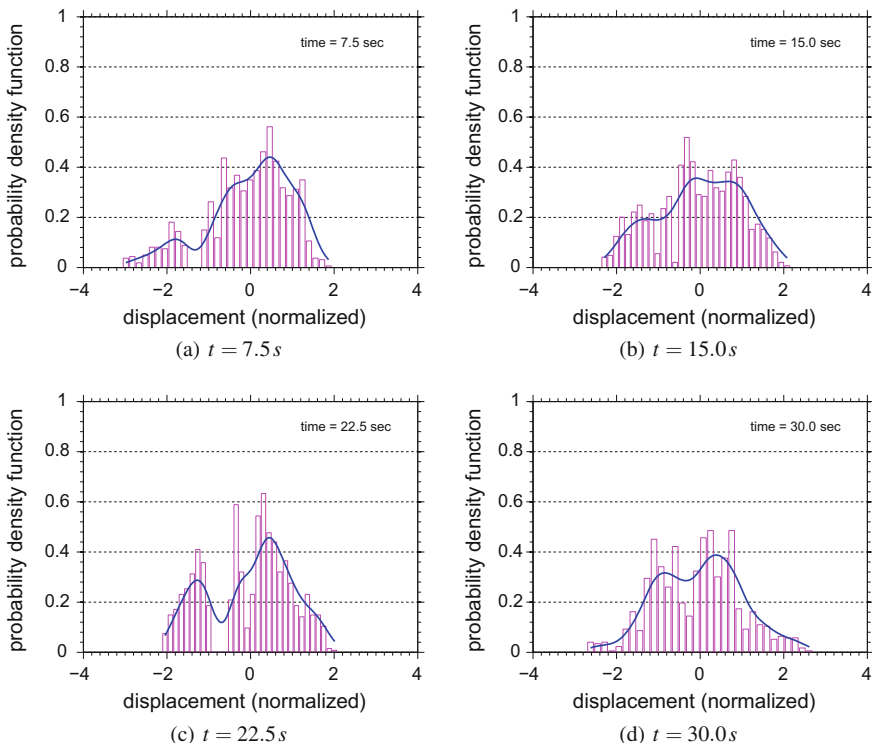 probability density function
1
0.8
0.6
0.4
0.2
0
−4
−2
0
2
4
time = 7.5 sec
displacement (normalized)
(a) t = 7.5s
probability density function
1
0.8
0.6
0.4
0.2
0
−4
−2
0
2
4
time = 15.0 sec
displacement (normalized)
(b) t = 15.0s
probability density function
1
0.8
0.6
0.4
0.2
0
−4
−2
0
2
4
time = 22.5 sec
displacement (normalized)
(c) t = 22.5s
probability density function
1
0.8
0.6
0.4
0.2
0
−4
−2
0
2
4
time = 30.0 sec
displacement (normalized)
(d) t = 30.0s